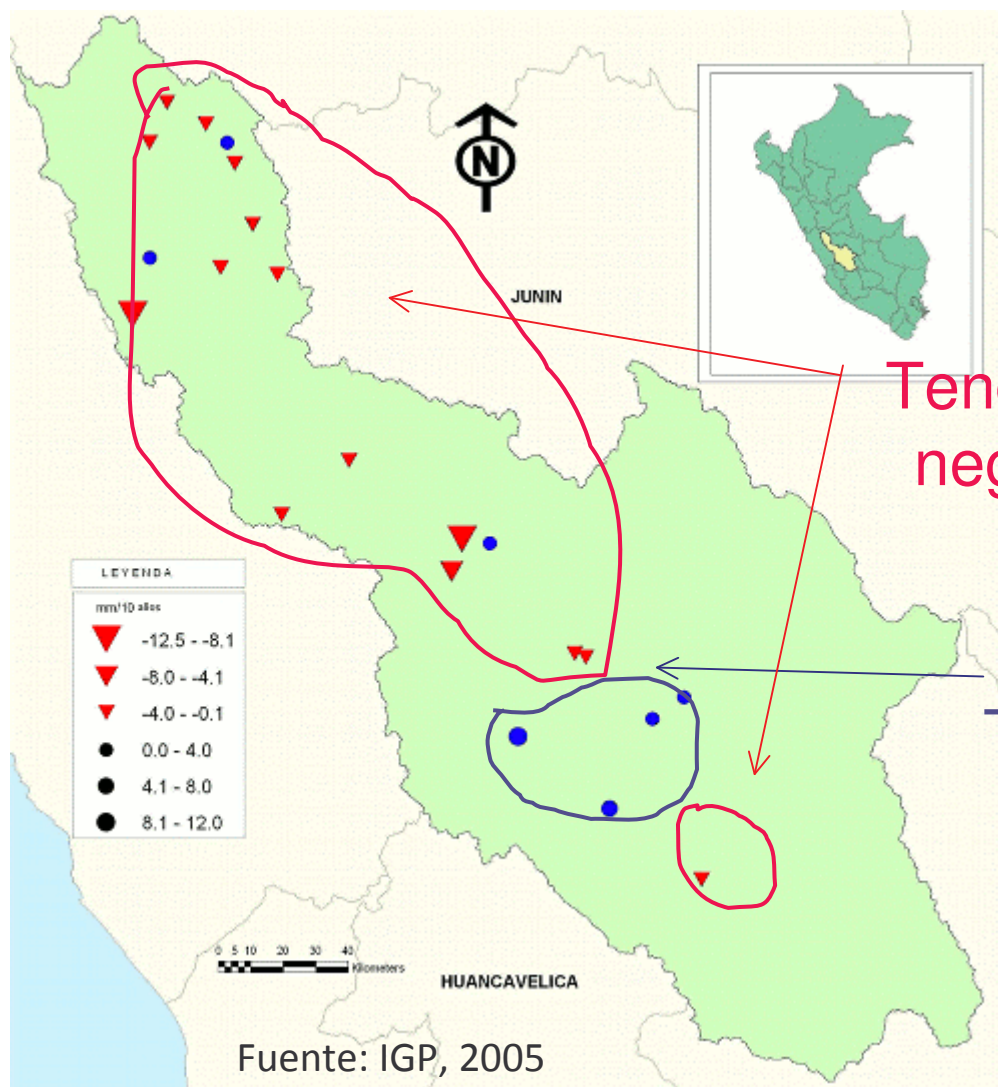 N
JUNIN
LEYENDA
mm/10 años
-12.5 - -8.1
-8.0 - -4.1
-4.0 - -0.1
0.0 - 4.0
4.1 - 8.0
8.1 - 12.0
0 5 10 20 30 40
Kilometers
HUANCAVELICA
Fuente: IGP, 2005